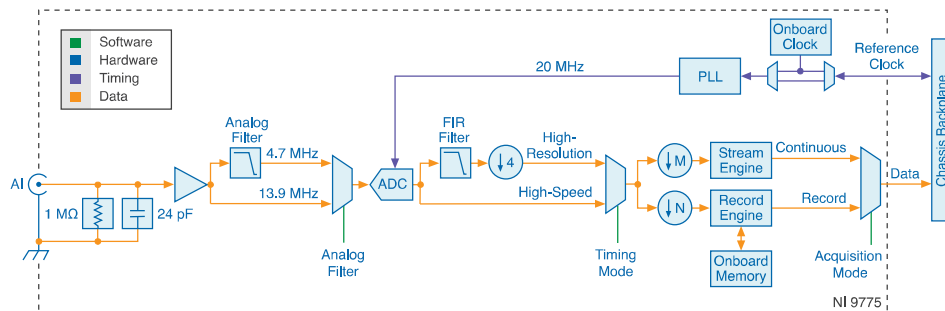 Software
Hardware
Timing
Data
Onboard
Clock
Reference
Clock
20 MHz
PLL
Chassis Backplane
Analog
Filter
4.7 MHz
13.9 MHz
FIR
Filter
4
High-
Resolution
High-Speed
ADC
AI
1 MΩ
24 pF
M
Stream
Engine
Continuous
N
Record
Engine
Record
Data
Onboard
Memory
Analog
Filter
Timing
Mode
Acquisition
Mode
NI 9775